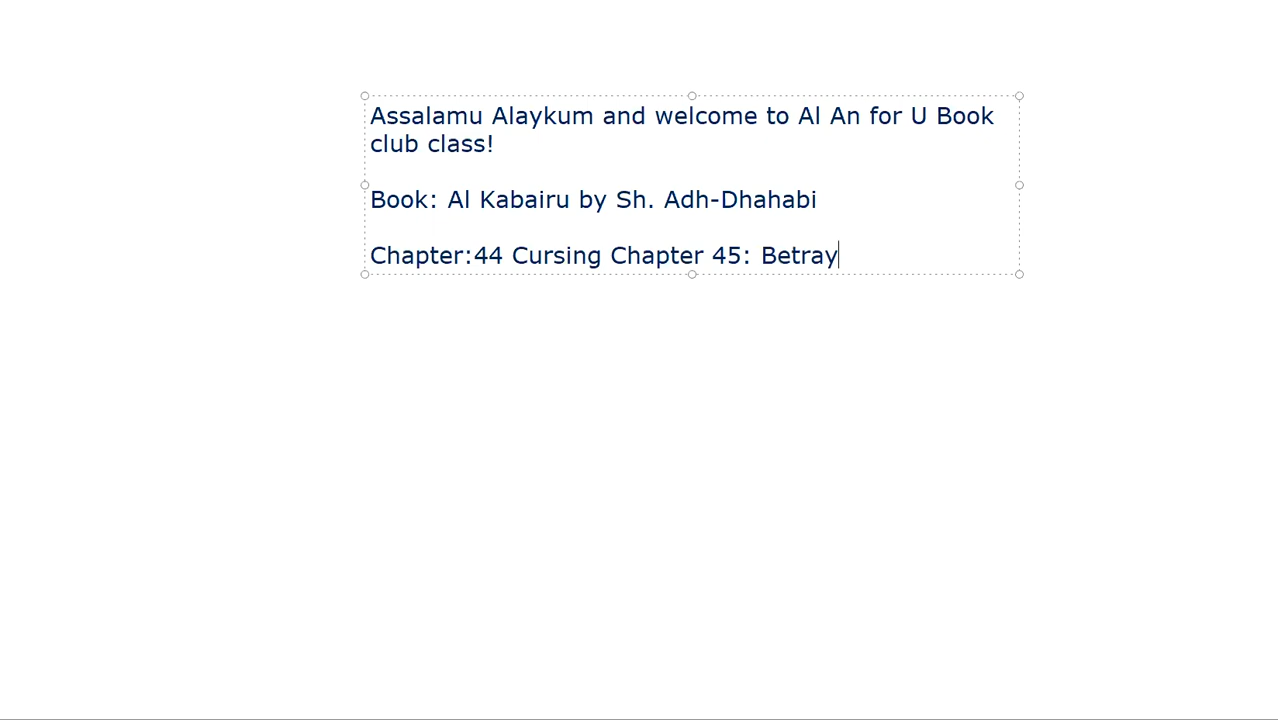 Assalamu Alaykum and welcome to Al An for U Book
club class!
Book: Al Kabairu by Sh. Adh-Dhahabi
Chapter:44 Cursing Chapter 45: Betray